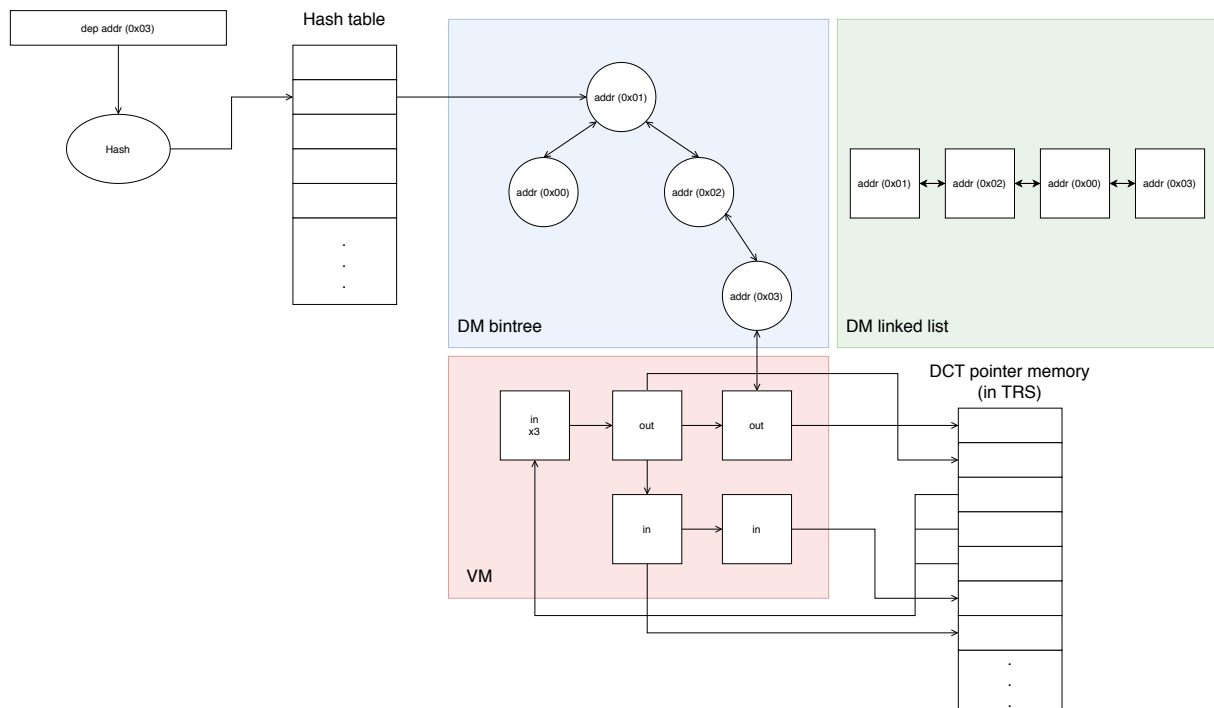 dep addr (0x03)
Hash table
Hash
addr (0x01)
addr (0x00)
addr (0x02)
addr (0x03)
DM bintree
addr (0x01)
addr (0x02)
addr (0x00)
addr (0x03)
DM linked list
in
x3
out
out
in
in
VM
DCT pointer memory
(in TRS)